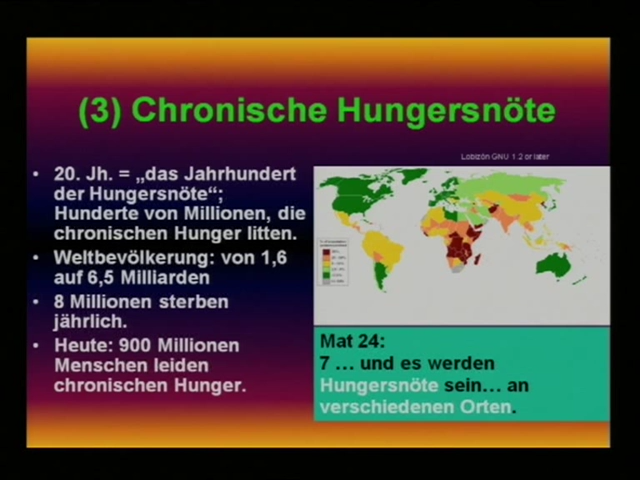 (3) Chronische Hungersnöte
Lobizón GNU 1.2 or later
• 20. Jh. = „das Jahrhundert
der Hungersnöte“;
Hunderte von Millionen, die
chronischen Hunger litten.
• Weltbevölkerung: von 1,6
auf 6,5 Milliarden
• 8 Millionen sterben
jährlich.
• Heute: 900 Millionen
Menschen leiden
chronischen Hunger.
Mat 24:
7 … und es werden
Hungersnöte sein… an
verschiedenen Orten.